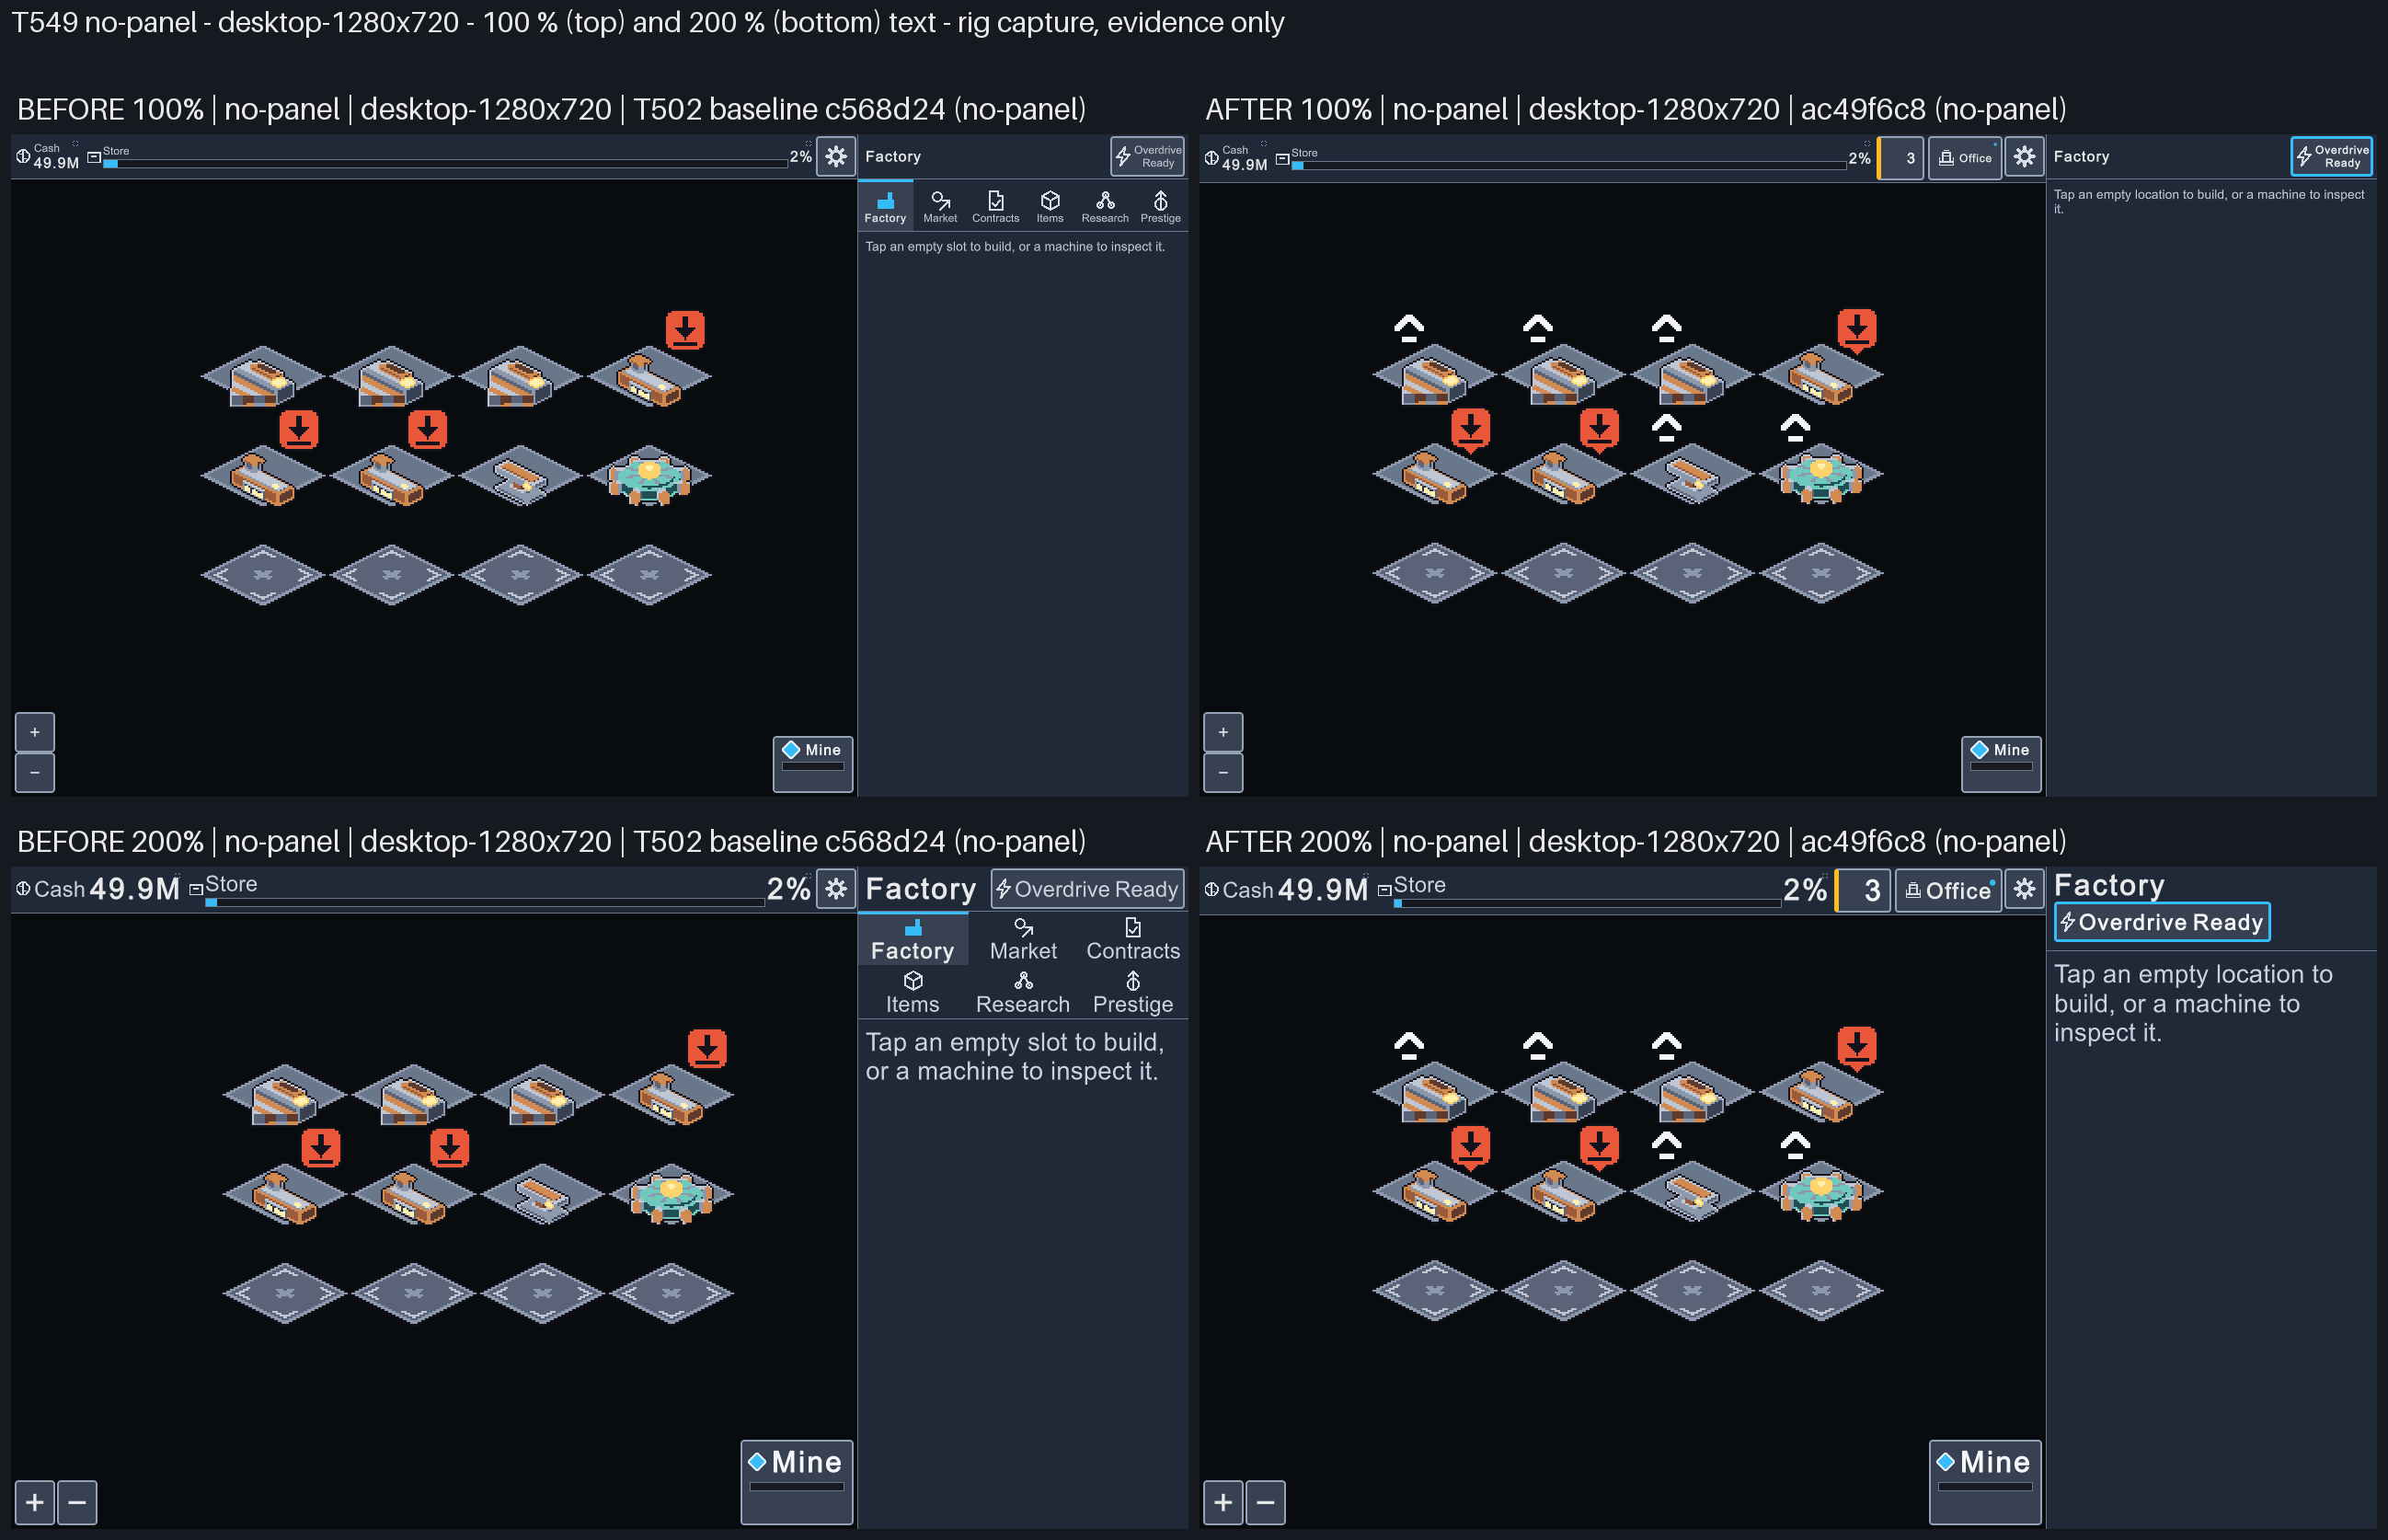 T549 no-panel - desktop-1280x720 - 100 % (top) and 200 % (bottom) text - rig capture, evidence only
BEFORE 100% | no-panel | desktop-1280x720 | T502 baseline c568d24 (no-panel)
Cash
49.9M
Store
2%
Factory
Overdrive
Ready
Factory
Market
Contracts
Items
Research
Prestige
Tap an empty slot to build, or a machine to inspect it.
+
−
Mine
AFTER 100% | no-panel | desktop-1280x720 | ac49f6c8 (no-panel)
Cash
49.9M
Store
2%
3
Office
Factory
Overdrive
Ready
Tap an empty location to build, or a machine to inspect
it.
+
−
Mine
BEFORE 200% | no-panel | desktop-1280x720 | T502 baseline c568d24 (no-panel)
Cash 49.9M
Store
2%
Factory
Overdrive Ready
Factory
Market
Contracts
Items
Research
Prestige
Tap an empty slot to build,
or a machine to inspect it.
+ −
Mine
AFTER 200% | no-panel | desktop-1280x720 | ac49f6c8 (no-panel)
Cash 49.9M
Store
2%
3
Office
Factory
Overdrive Ready
Tap an empty location to
build, or a machine to
inspect it.
+ −
Mine